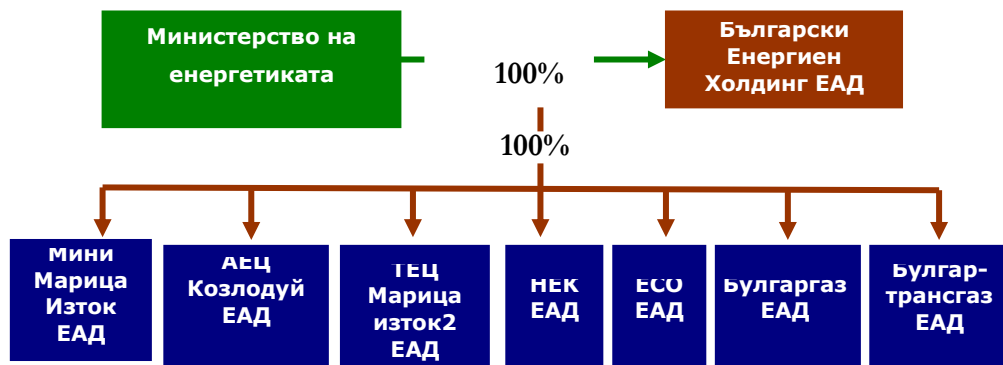 Министерство на
енергетиката
100%
Български
Енергиен
Холдинг ЕАД
100%
Мини
Марица
Изток
ЕАД
АЕЦ
Козлодуй
ЕАД
ТЕЦ
Марица
изток2
ЕАД
НЕК
ЕАД
ЕСО
ЕАД
Булгаргаз
ЕАД
Булгар-
трансгаз
ЕАД